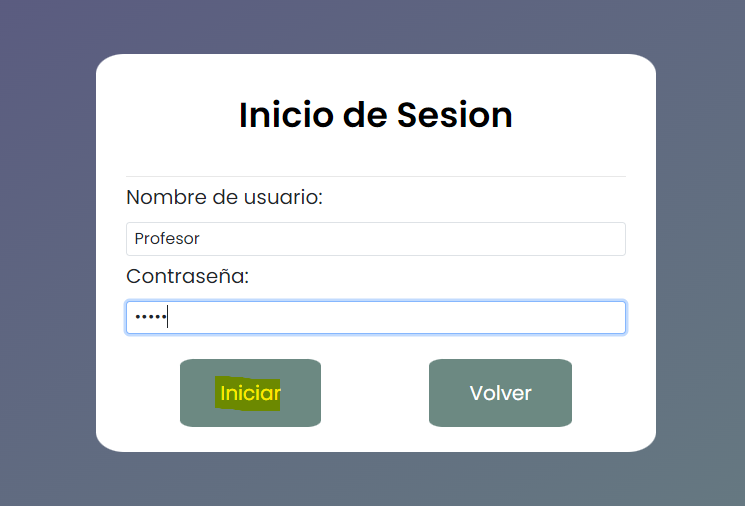 Inicio de Sesion
Nombre de usuario:
Profesor
Contraseña:
•••••
Iniciar
Volver